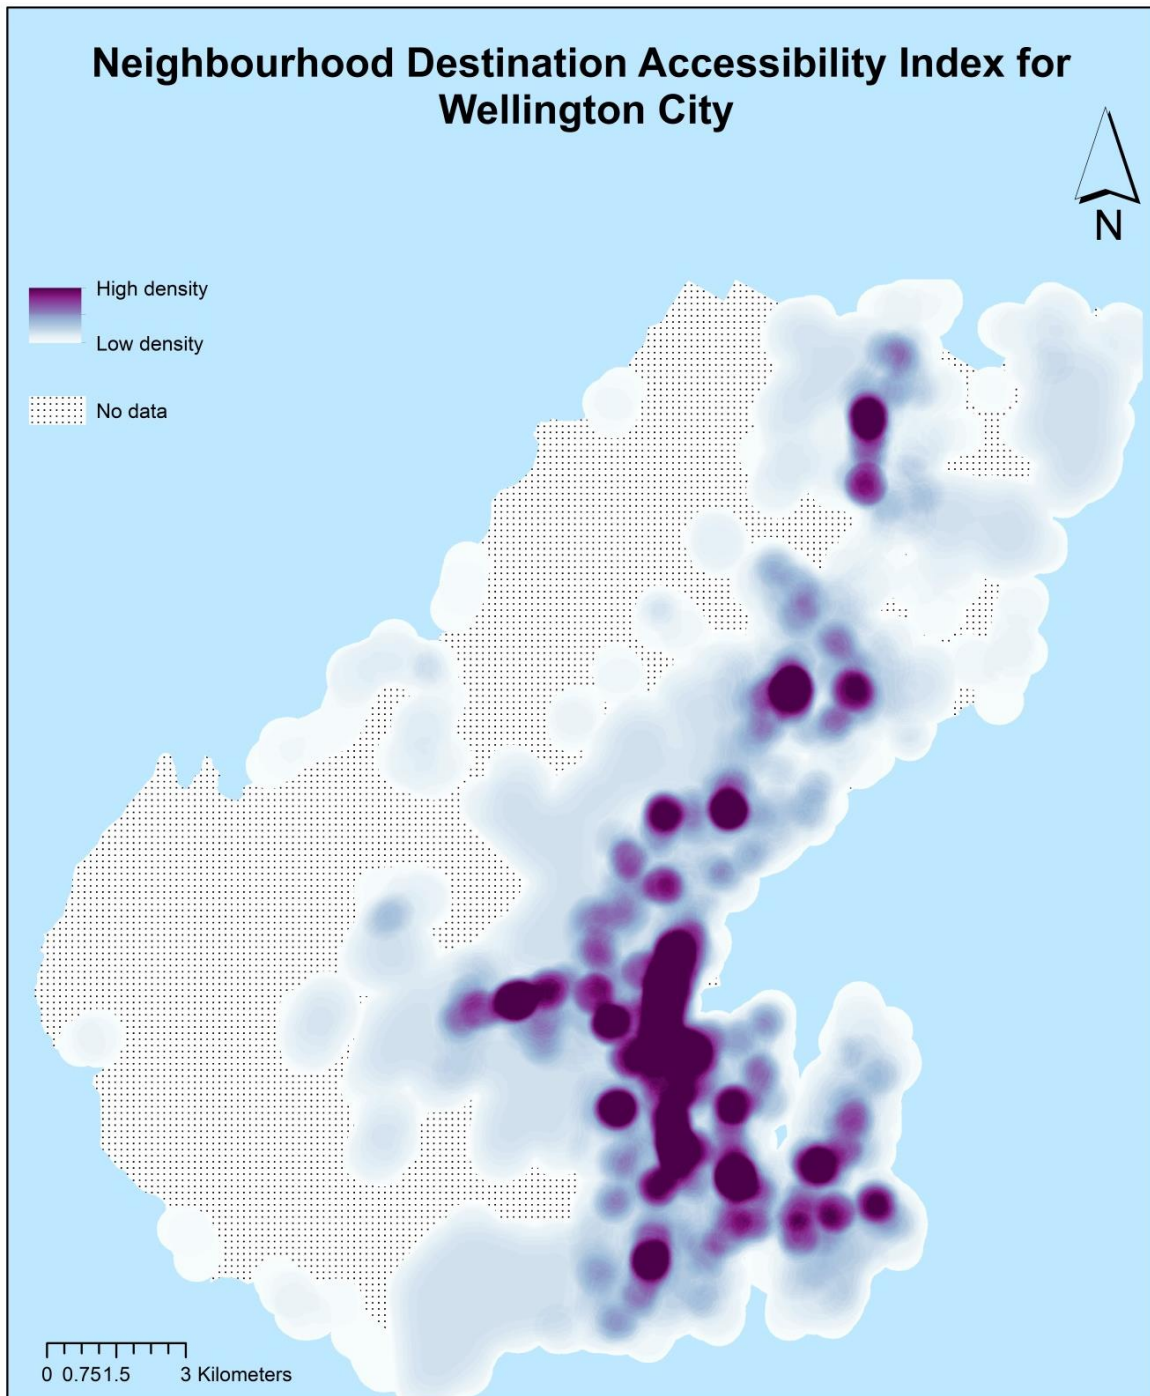 Neighbourhood Destination Accessibility Index for
Wellington City
N
High density
Low density
No data
0 0.751.5 3 Kilometers